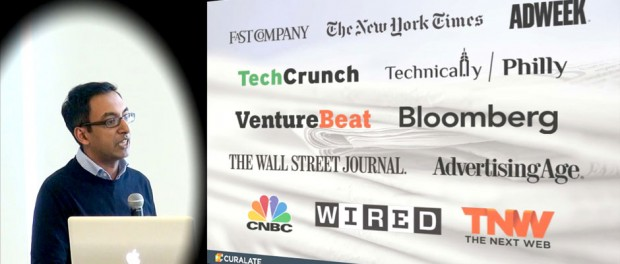 FAST COMPANY The New York Times ADWEEK
TechCrunch Technically / Philly
VentureBeat Bloomberg
THE WALL STREET JOURNAL. AdvertisingAge.
CNBC WIRED TNW
THE NEXT WEB
CURALATE